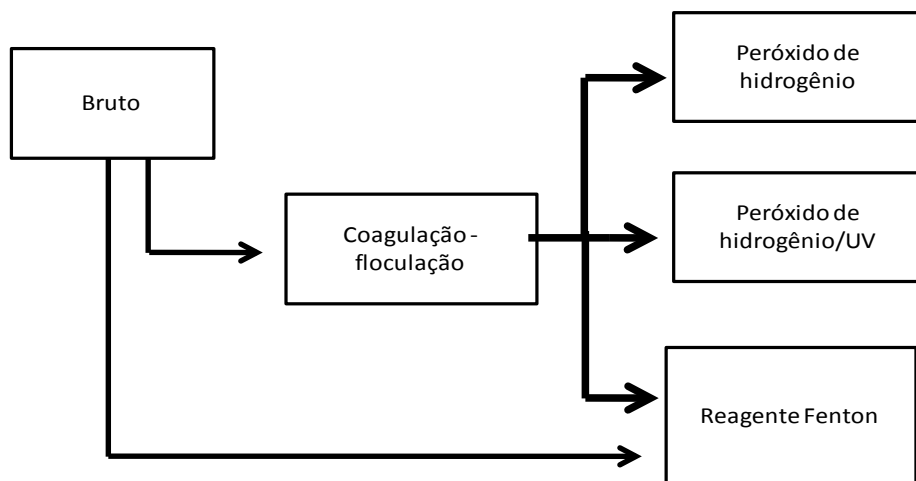 Bruto
Coagulação -
floculação
Peróxido de
hidrogênio
Peróxido de
hidrogênio/UV
Reagente Fenton